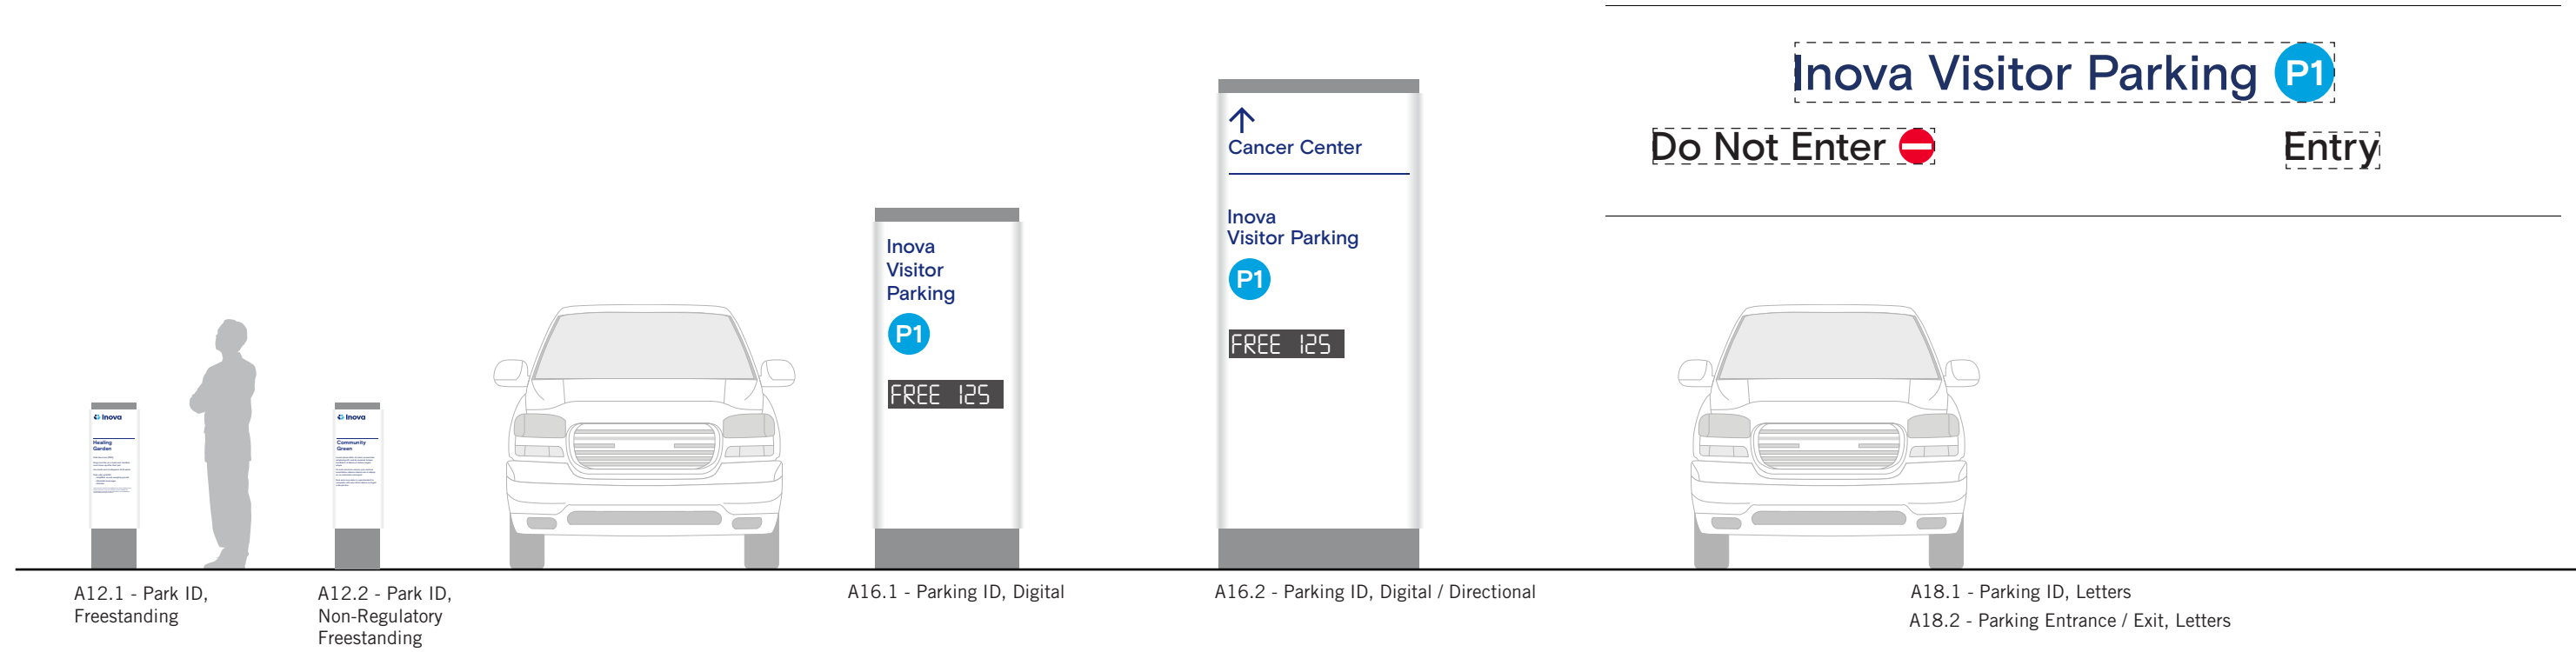 Inova
Healing
Garden
Inova
Community
Green
Inova
Visitor
Parking
P1
FREE 125
Cancer Center
Inova
Visitor Parking
P1
FREE 125
Inova Visitor Parking P1
Do Not Enter
Entry
A12.1 - Park ID,
Freestanding
A12.2 - Park ID,
Non-Regulatory
Freestanding
A16.1 - Parking ID, Digital
A16.2 - Parking ID, Digital / Directional
A18.1 - Parking ID, Letters
A18.2 - Parking Entrance / Exit, Letters